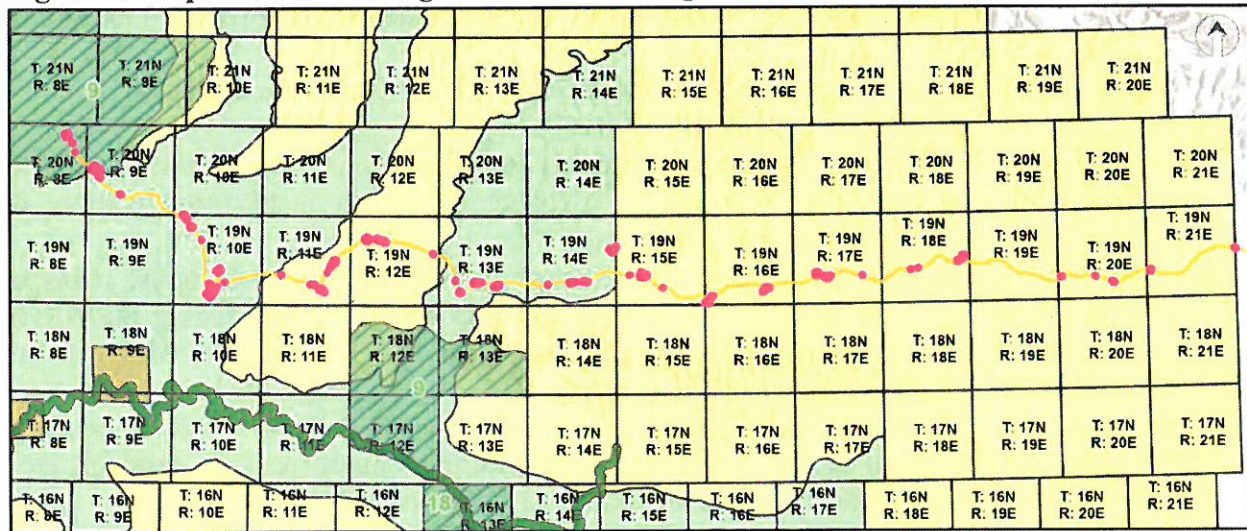 T: 21N T: 21N T: 21N T: 21N T: 21N T: 21N T: 21N T: 21N T: 21N T: 21N T: 21N T: 21N T: 21N
R: 8E R: 9E R: 10E R: 11E R: 12E R: 13E R: 14E R: 15E R: 16E R: 17E R: 18E R: 19E R: 20E
9
T: 20N T: 20N T: 20N T: 20N T: 20N T: 20N T: 20N T: 20N T: 20N T: 20N T: 20N T: 20N T: 20N T: 20N
R: 8E R: 9E R: 10E R: 11E R: 12E R: 13E R: 14E R: 15E R: 16E R: 17E R: 18E R: 19E R: 20E R: 21E
T: 19N T: 19N T: 19N T: 19N T: 19N T: 19N T: 19N T: 19N T: 19N T: 19N T: 19N T: 19N T: 19N T: 19N
R: 8E R: 9E R: 10E R: 11E R: 12E R: 13E R: 14E R: 15E R: 16E R: 17E R: 18E R: 19E R: 20E R: 21E
T: 18N T: 18N T: 18N T: 18N T: 18N T: 18N T: 18N T: 18N T: 18N T: 18N T: 18N T: 18N T: 18N T: 18N
R: 8E R: 9E R: 10E R: 11E R: 12E R: 13E R: 14E R: 15E R: 16E R: 17E R: 18E R: 19E R: 20E R: 21E
9
T: 17N T: 17N T: 17N T: 17N T: 17N T: 17N T: 17N T: 17N T: 17N T: 17N T: 17N T: 17N T: 17N T: 17N
R: 8E R: 9E R: 10E R: 11E R: 12E R: 13E R: 14E R: 15E R: 16E R: 17E R: 18E R: 19E R: 20E R: 21E
18
T: 16N T: 16N T: 16N T: 16N T: 16N T: 16N T: 16N T: 16N T: 16N T: 16N T: 16N T: 16N T: 16N T: 16N
R: 8E R: 9E R: 10E R: 11E R: 12E R: 13E R: 14E R: 15E R: 16E R: 17E R: 18E R: 19E R: 20E R: 21E